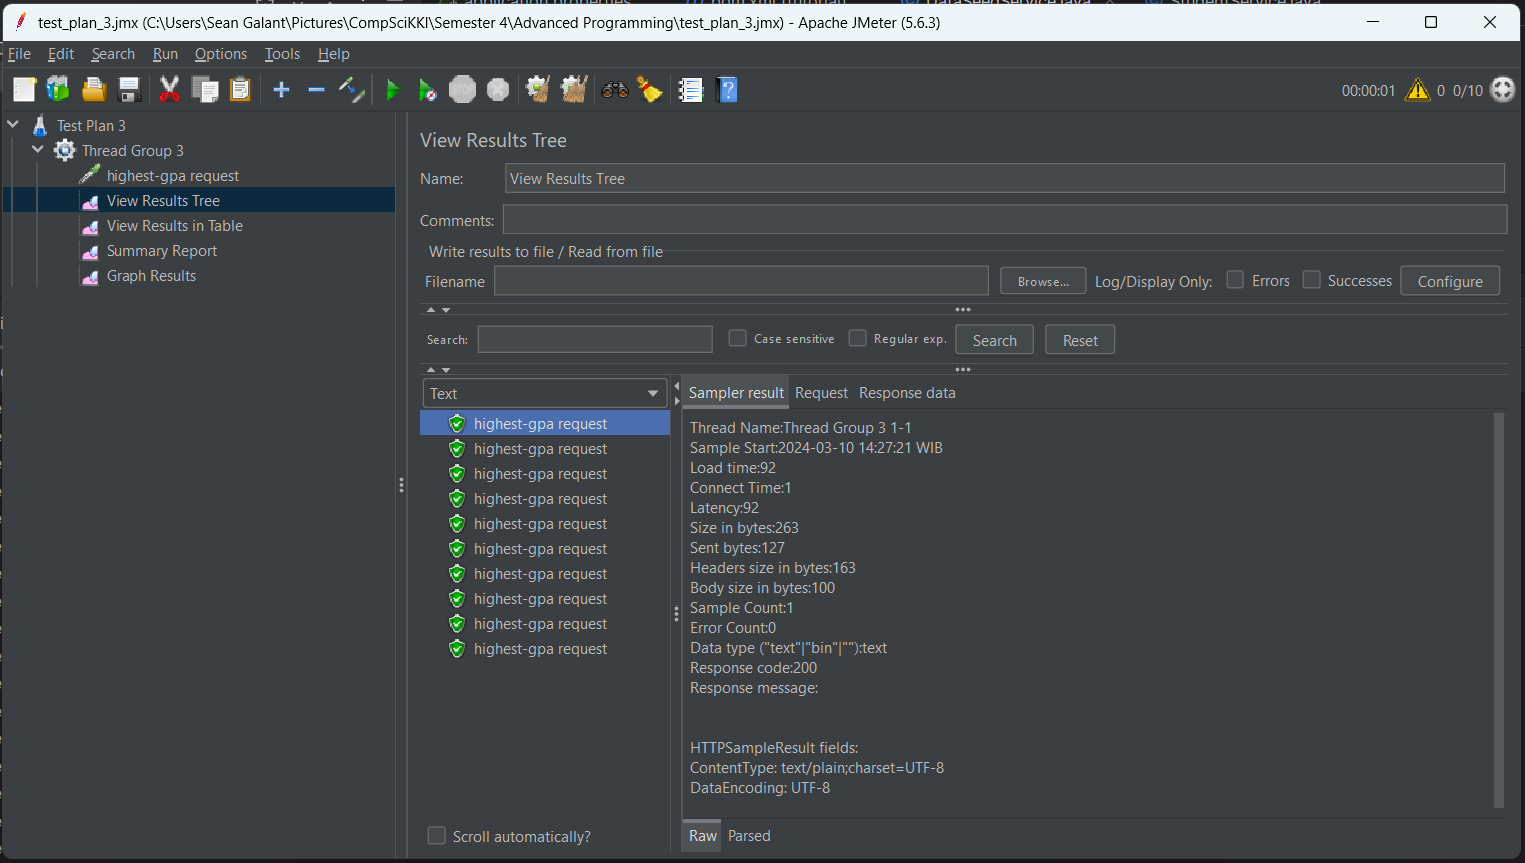 test_plan_3.jmx (C:\Users\Sean Galant\Pictures\CompSciKKI\Semester 4\Advanced Programming\test_plan_3.jmx) - Apache JMeter (5.6.3)
File Edit Search Run Options Tools Help
STOP
00:00:01 0 0/10
Test Plan 3
Thread Group 3
highest-gpa request
View Results Tree
View Results in Table
Summary Report
Graph Results
View Results Tree
Name: View Results Tree
Comments:
Write results to file / Read from file
Filename Browse... Log/Display Only: Errors Successes Configure
Search: Case sensitive Regular exp. Search Reset
Text
highest-gpa request
highest-gpa request
highest-gpa request
highest-gpa request
highest-gpa request
highest-gpa request
highest-gpa request
highest-gpa request
highest-gpa request
highest-gpa request
Scroll automatically?
Sampler result Request Response data
Thread Name:Thread Group 3 1-1
Sample Start:2024-03-10 14:27:21 WIB
Load time:92
Connect Time:1
Latency:92
Size in bytes:263
Sent bytes:127
Headers size in bytes:163
Body size in bytes:100
Sample Count:1
Error Count:0
Data type ("text"|"bin"|""):text
Response code:200
Response message:
HTTPSampleResult fields:
ContentType: text/plain;charset=UTF-8
DataEncoding: UTF-8
Raw Parsed